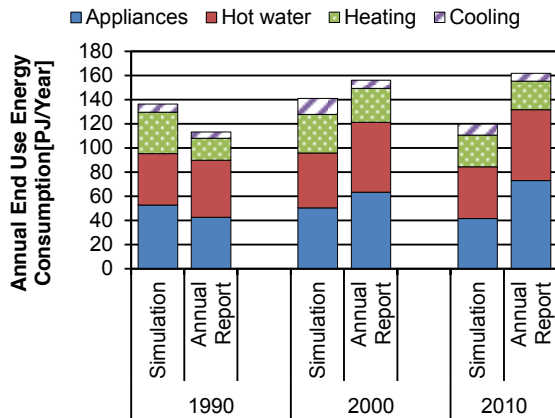 Appliances Hot water Heating Cooling
Annual End Use Energy
Consumption[PJ/Year]
180
160
140
120
100
80
60
40
20
0
Simulation
Annual
Report
Simulation
Annual
Report
Simulation
Annual
Report
1990 2000 2010